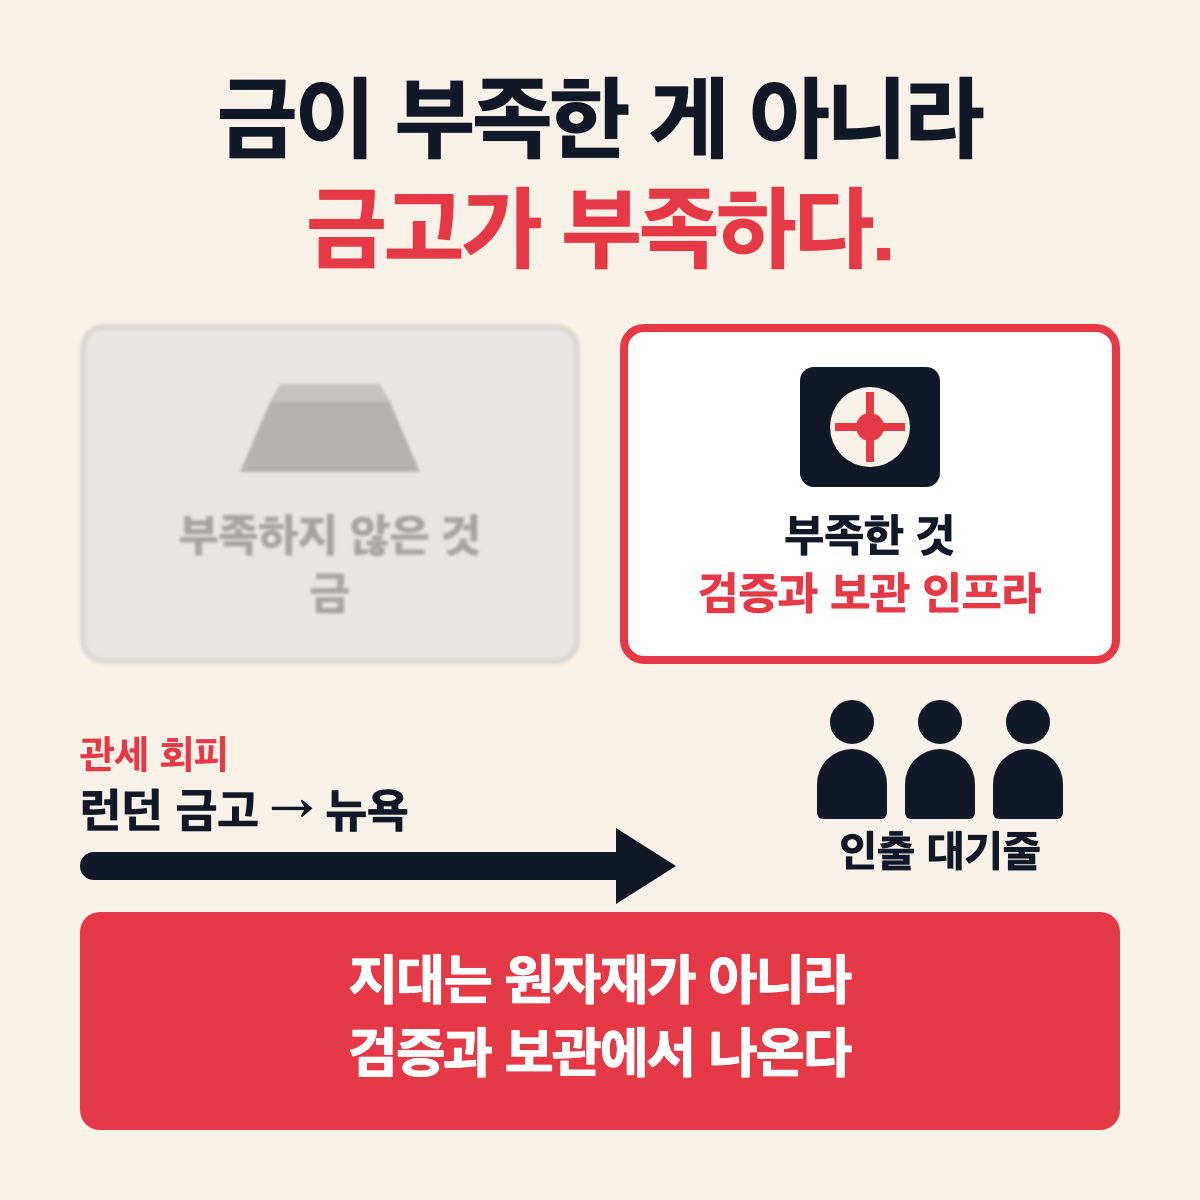 금이 부족한 게 아니라
금고가 부족하다.
부족하지 않은 것
금
부족한 것
검증과 보관 인프라
관세 회피
런던 금고 → 뉴욕
인출 대기줄
지대는 원자재가 아니라
검증과 보관에서 나온다